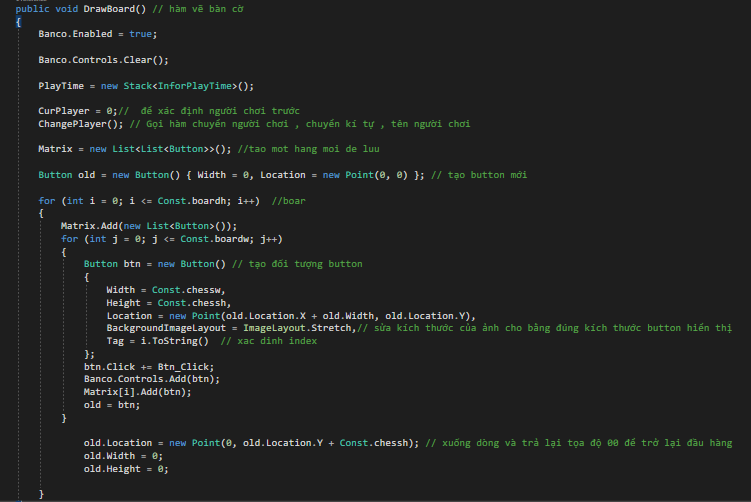 public void DrawBoard() // hàm vẽ bàn cờ
{
Banco.Enabled = true;
Banco.Controls.Clear();
PlayTime = new Stack<InforPlayTime>();
CurPlayer = 0;//  để xác định người chơi trước
ChangePlayer(); // Gọi hàm chuyển người chơi , chuyển kí tự , tên người chơi
Matrix = new List<List<Button>>(); //tao mot hang moi de luu
Button old = new Button() { Width = 0, Location = new Point(0, 0) }; // tạo button mới
for (int i = 0; i <= Const.boardh; i++)  //boar
{
Matrix.Add(new List<Button>());
for (int j = 0; j <= Const.boardw; j++)
{
Button btn = new Button() // tạo đối tượng button
{
Width = Const.chessw,
Height = Const.chessh,
Location = new Point(old.Location.X + old.Width, old.Location.Y),
BackgroundImageLayout = ImageLayout.Stretch,// sửa kích thước của ảnh cho bằng đúng kích thước button hiển thị
Tag = i.ToString()  // xac dinh index
};
btn.Click += Btn_Click;
Banco.Controls.Add(btn);
Matrix[i].Add(btn);
old = btn;
}
old.Location = new Point(0, old.Location.Y + Const.chessh); // xuống dòng và trả lại tọa độ 00 để trở lại đầu hàng
old.Width = 0;
old.Height = 0;
}